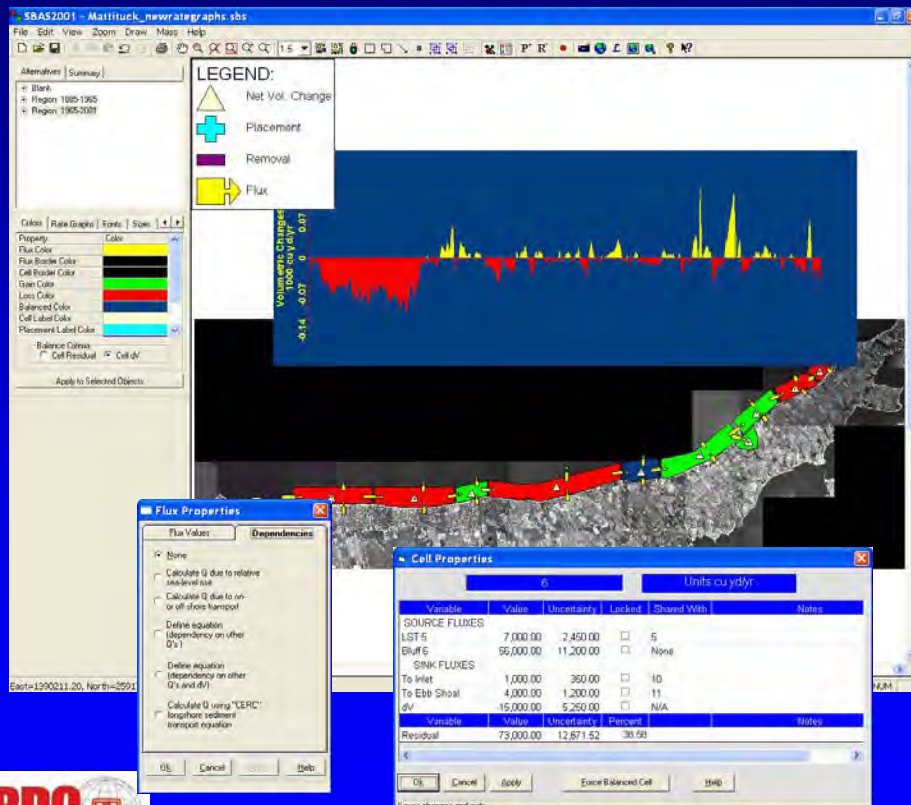 SBAS2001 - Mattituck_newrategraphs.sbs
File Edit View Zoom Draw Mass Help
1.5
Alternatives Summary
Blank
Region: 1885-1965
Region: 1965-2001
LEGEND:
Net Vol. Change
Placement
Removal
Flux
Volumetric Changes
1000 cu yd/yr
0.07
0
-0.07
-0.14
Colors Rate Graphs Fonts Sizes
Property Color
Flux Color
Flux Border Color
Cell Border Color
Gain Color
Loss Color
Balanced Color
Cell Label Color
Placement Label Color
Balance Criteria
Cell Residual Cell dV
Apply to Selected Objects
East=1390211.20, North=2591
NUM
Flux Properties
Flux Values Dependencies
None
Calculate Q due to relative
sea-level rise
Calculate Q due to on-
or off-shore transport
Define equation
(dependency on other
Q's )
Define equation
(dependency on other
Q's and dV)
Calculate Q using "CERC"
longshore sediment
transport equation
Ok Cancel Help
Cell Properties
6 Units cu yd/yr
Variable Value Uncertainty Locked Shared With Notes
SOURCE FLUXES
LST 5 7,000.00 2,450.00 5
Bluff 6 56,000.00 11,200.00 None
SINK FLUXES
To Inlet 1,000.00 350.00 10
To Ebb Shoal 4,000.00 1,200.00 11
dV -15,000.00 5,250.00 N/A
Variable Value Uncertainty Percent Notes
Residual 73,000.00 12,671.52 38.58
Ok Cancel Apply Force Balanced Cell Help